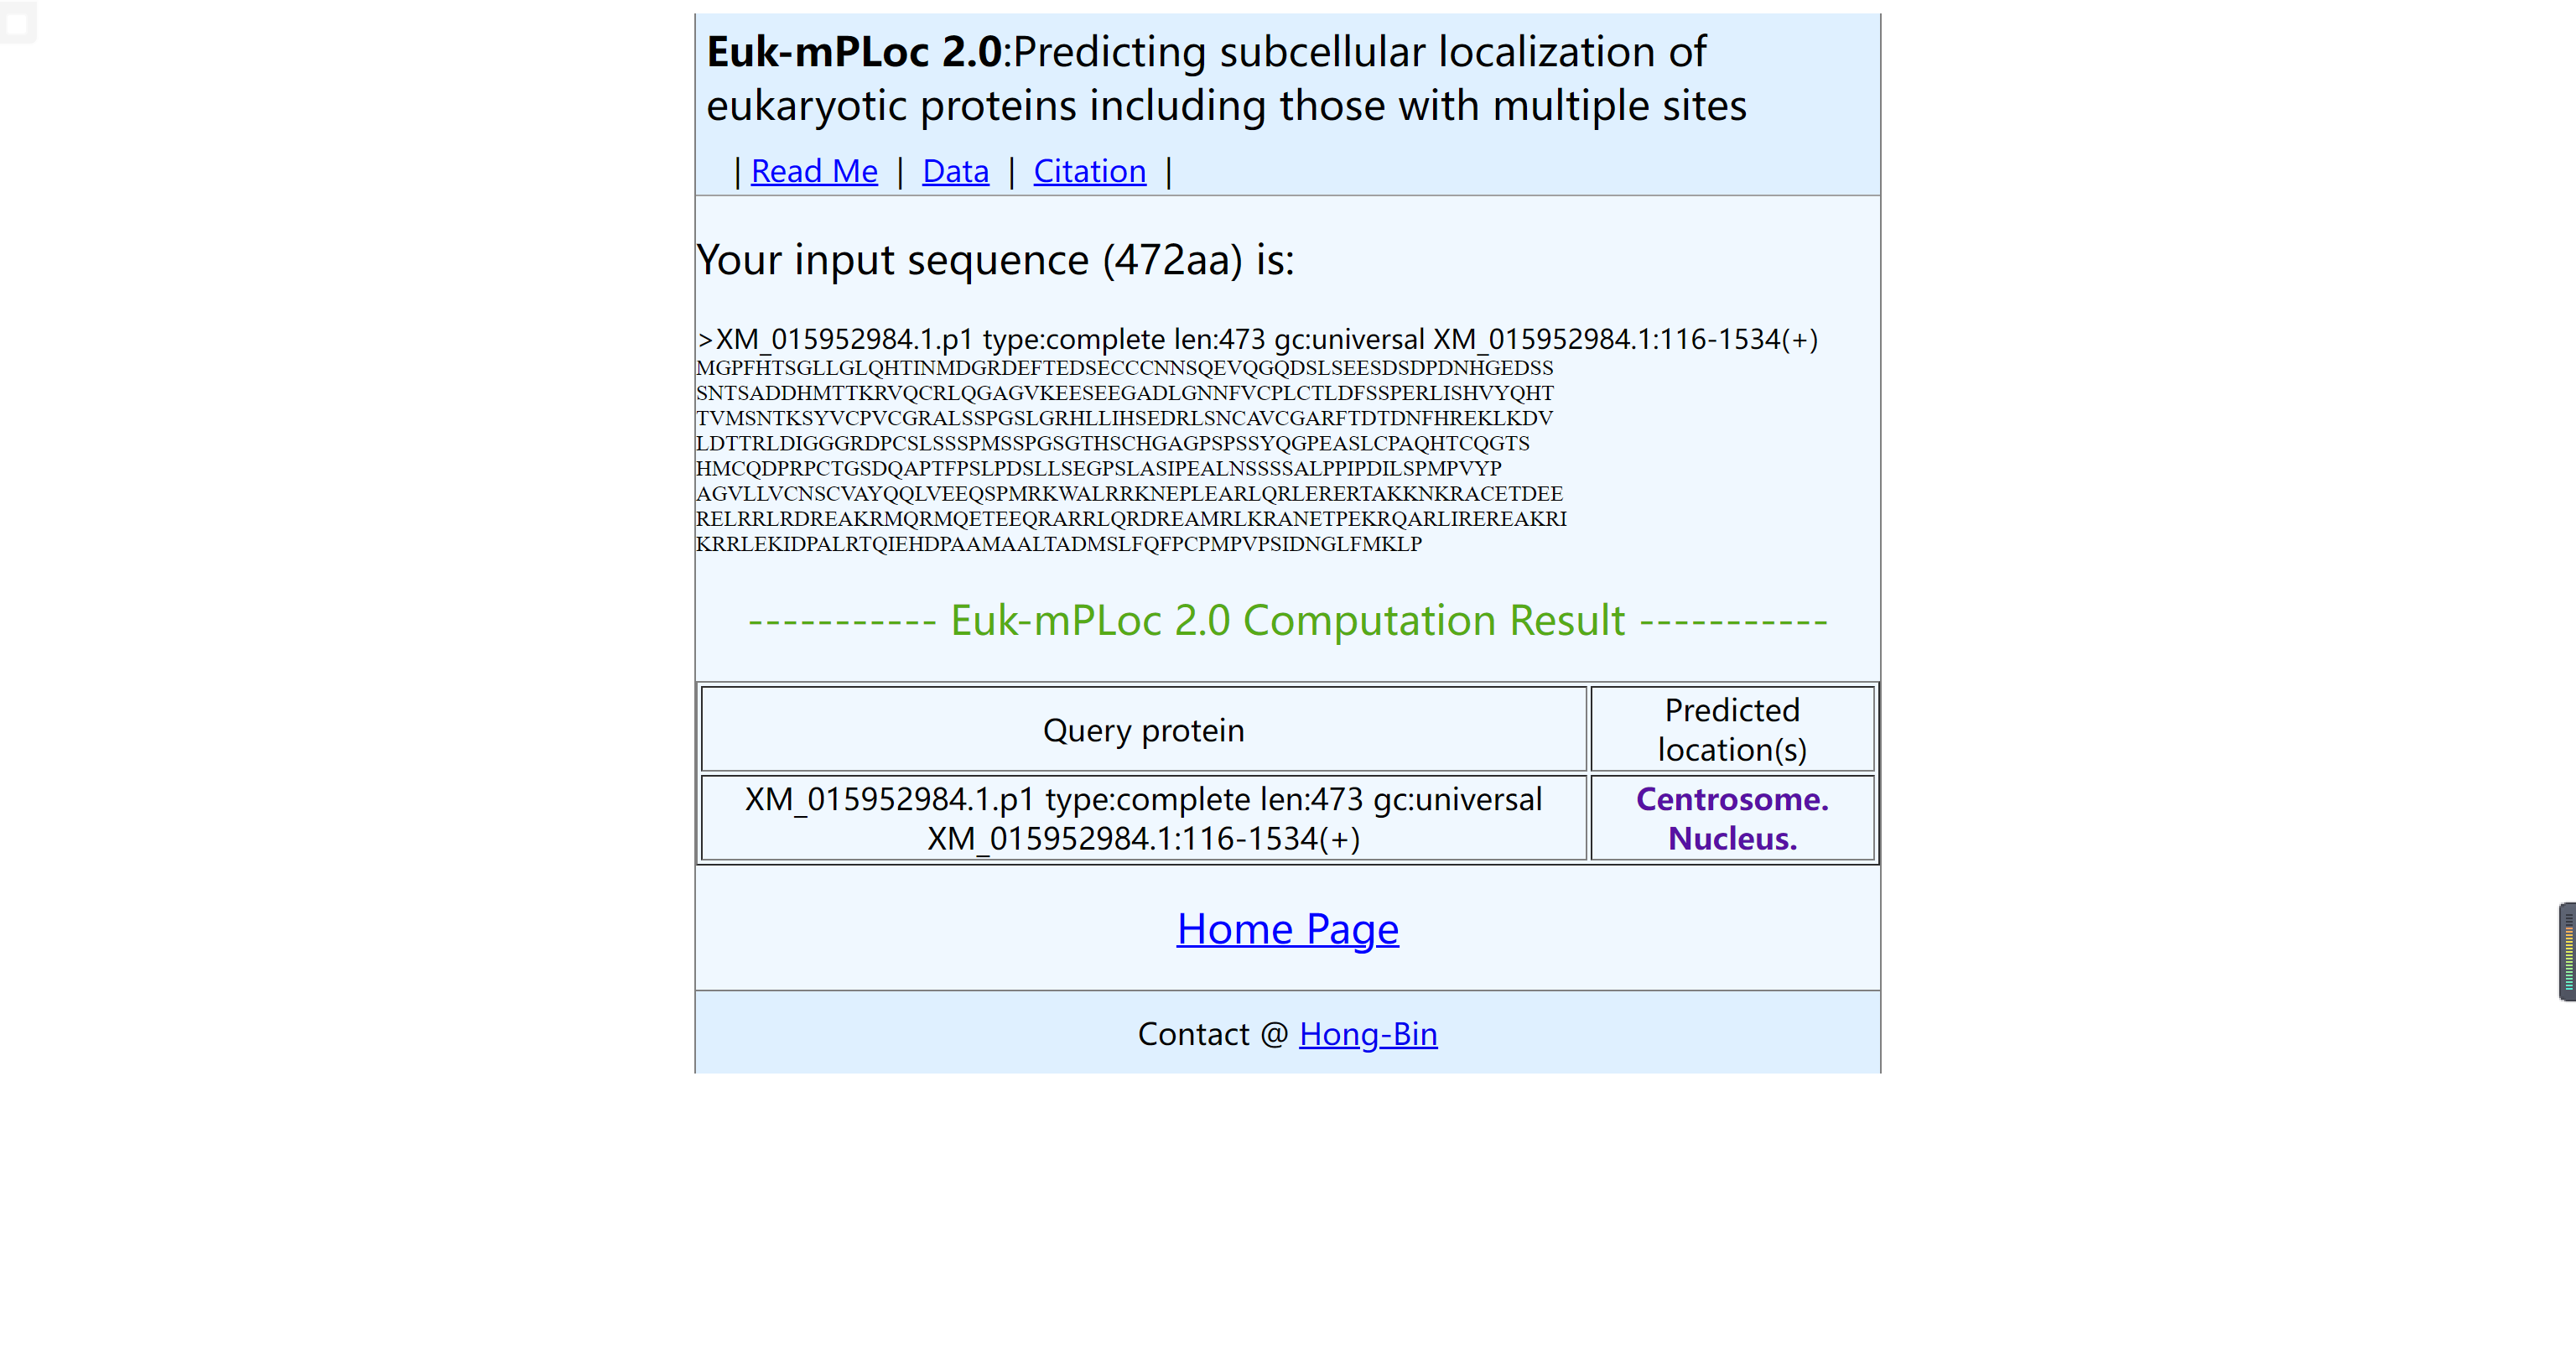 Euk-mPLoc 2.0:Predicting subcellular localization of
eukaryotic proteins including those with multiple sites
| Read Me | Data | Citation |
Your input sequence (472aa) is:
>XM_015952984.1.p1 type:complete len:473 gc:universal XM_015952984.1:116-1534(+)
MGPFHTSGLLGLQHTINMDGRDEFTEDSECCCNNSQEVQGQDSLSEESDSDPDNHGEDSS
SNTSADDHMTTKRVQCRLQGAGVKEESEEGADLGNNFVCPLCTLDFSSPERLISHVYQHT
TVMSNTKSYVCPVCGRALSSPGSLGRHLLIHSEDRLSNCAVCGARFTDTDNFHREKLKDV
LDTTRLDIGGGRDPCSLSSSPMSSPGSGTHSCHGAGPSPSSYQGPEASLCPAQHTCQGTS
HMCQDPRPCTGSDQAPTFPSLPDSLLSEGPSLASIPEALNSSSSALPPIPDILSPMPVYP
AGVLLVCNSCVAYQQLVEEQSPMRKWALRRKNEPLEARLQRLERERTAKKNKRACETDEE
RELRRLRDREAKRMQRMQETEEQRARRLQRDREAMRLKRANETPEKRQARLIREREAKRI
KRRLEKIDPALRTQIEHDPAAMAALTADMSLFQFPCPMPVPSIDNGLFMKLP
----------- Euk-mPLoc 2.0 Computation Result -----------
Query protein
Predicted
location(s)
XM_015952984.1.p1 type:complete len:473 gc:universal
XM_015952984.1:116-1534(+)
Centrosome.
Nucleus.
Home Page
Contact @ Hong-Bin